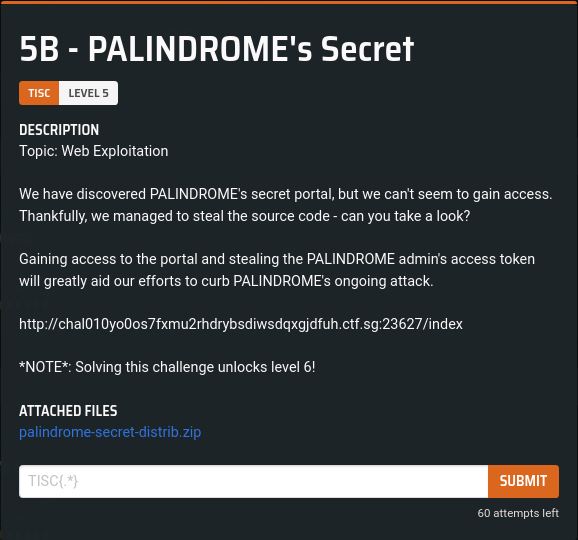 5B - PALINDROME's Secret
TISC LEVEL 5
DESCRIPTION
Topic: Web Exploitation
We have discovered PALINDROME's secret portal, but we can't seem to gain access.
Thankfully, we managed to steal the source code - can you take a look?
Gaining access to the portal and stealing the PALINDROME admin's access token
will greatly aid our efforts to curb PALINDROME's ongoing attack.
http://chal010yo0os7fxmu2rhdrybsdiwsdqxgjdfuh.ctf.sg:23627/index
*NOTE*: Solving this challenge unlocks level 6!
ATTACHED FILES
palindrome-secret-distrib.zip
TISC{.*}
SUBMIT
60 attempts left